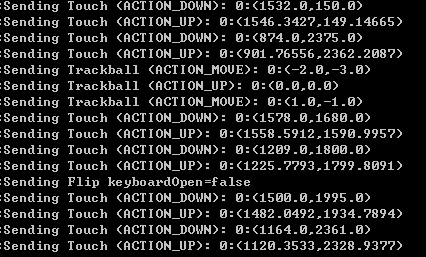 :Sending Touch (ACTION_DOWN): 0:(1532.0,150.0)
:Sending Touch (ACTION_UP): 0:(1546.3427,149.14665)
:Sending Touch (ACTION_DOWN): 0:(874.0,2375.0)
:Sending Touch (ACTION_UP): 0:(901.76556,2362.2087)
:Sending Trackball (ACTION_MOVE): 0:(-2.0,-3.0)
:Sending Trackball (ACTION_UP): 0:(0.0,0.0)
:Sending Trackball (ACTION_MOVE): 0:(1.0,-1.0)
:Sending Touch (ACTION_DOWN): 0:(1578.0,1680.0)
:Sending Touch (ACTION_UP): 0:(1558.5912,1590.9957)
:Sending Touch (ACTION_DOWN): 0:(1209.0,1800.0)
:Sending Touch (ACTION_UP): 0:(1225.7793,1799.8091)
:Sending Flip keyboardOpen=false
:Sending Touch (ACTION_DOWN): 0:(1500.0,1995.0)
:Sending Touch (ACTION_UP): 0:(1482.0492,1934.7894)
:Sending Touch (ACTION_DOWN): 0:(1164.0,2361.0)
:Sending Touch (ACTION_UP): 0:(1120.3533,2328.9377)